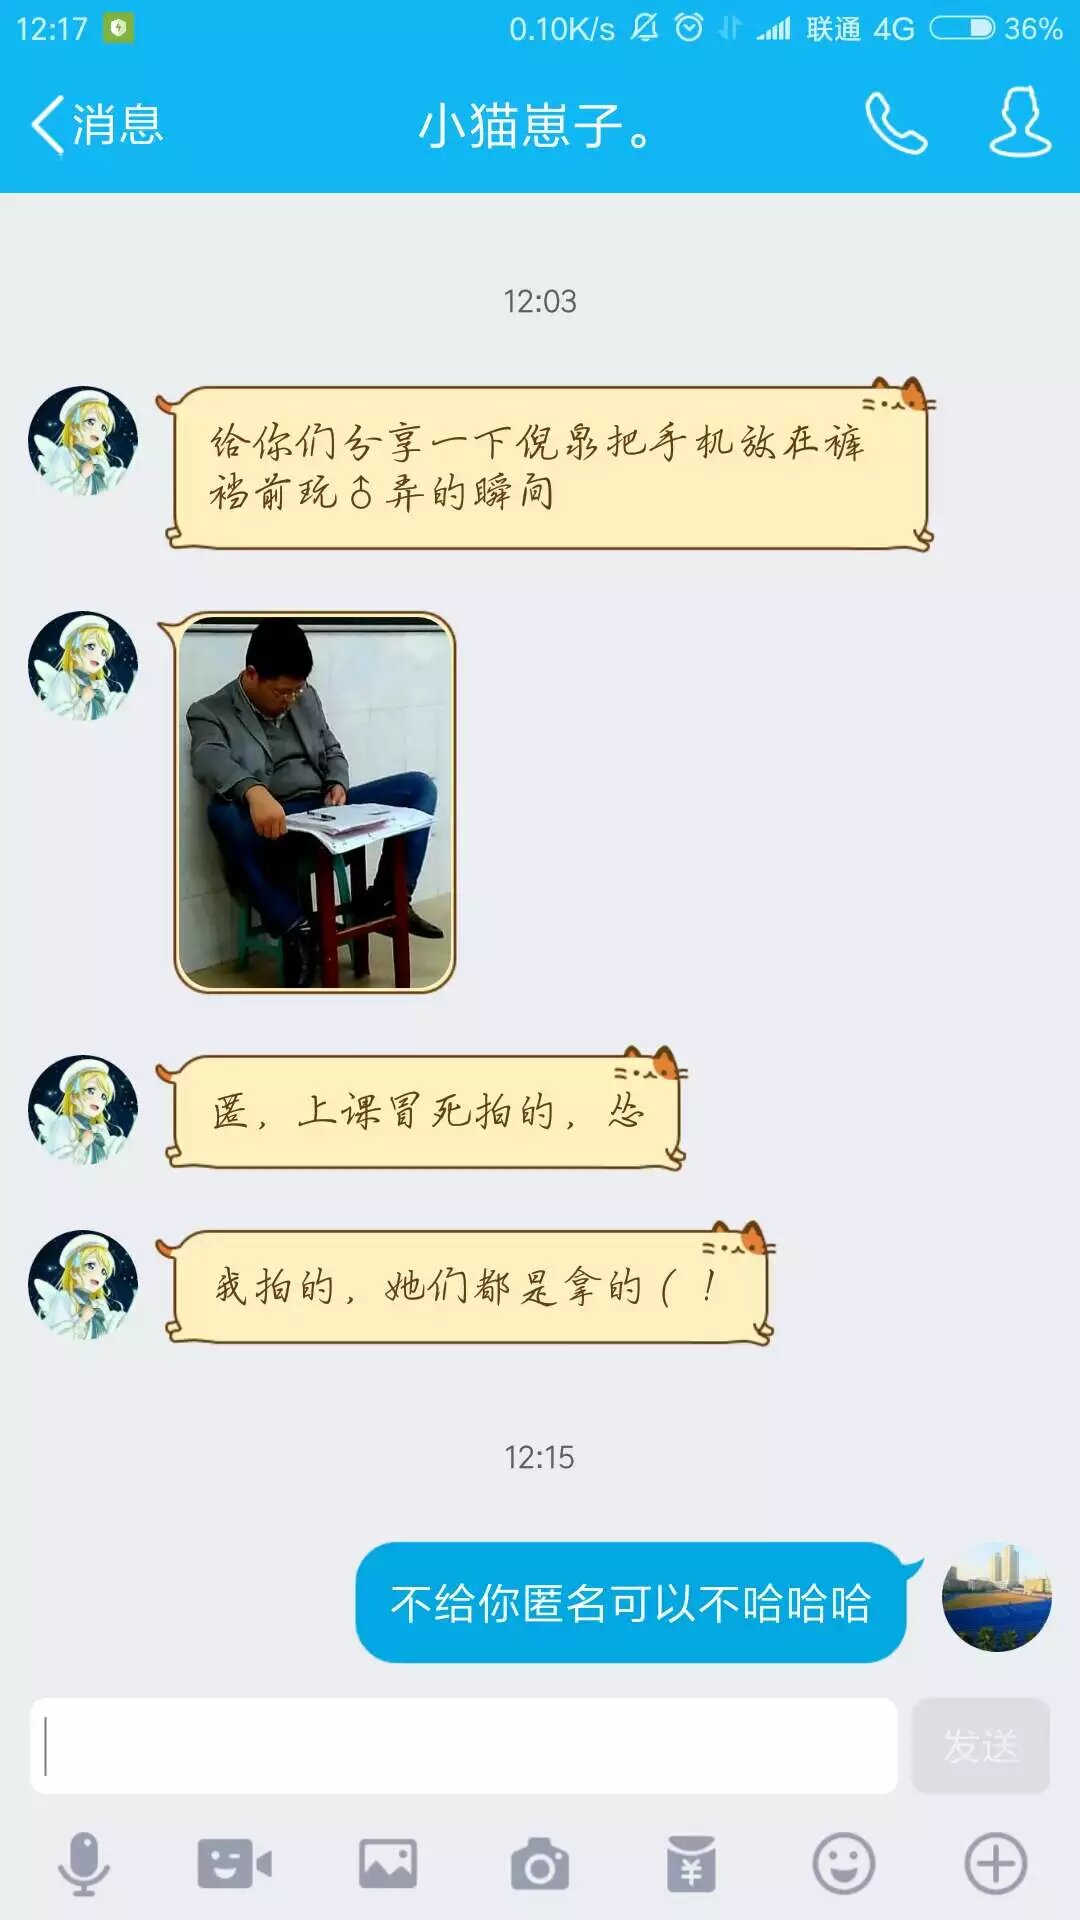 12:17 0.10K/s 联通 4G 36%
消息 小猫崽子。
12:03
给你们分享一下倪泉把手机放在裤
裆前玩♂弄的瞬间
匿，上课冒死拍的，怂
我拍的，她们都是拿的(！
12:15
不给你匿名可以不哈哈哈
发送